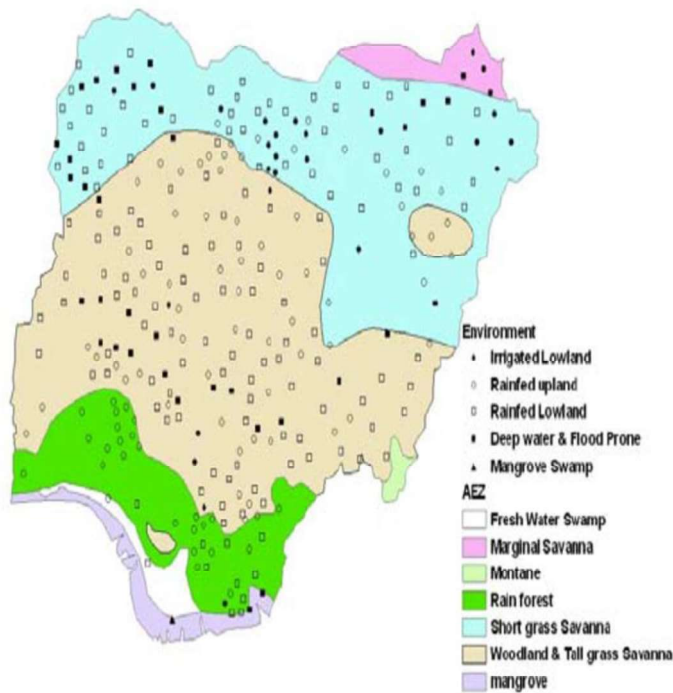 Environment
Irrigated Lowland
Rainfed upland
Rainfed Lowland
Deep water & Flood Prone
Mangrove Swamp
AEZ
Fresh Water Swamp
Marginal Savanna
Montane
Rain forest
Short grass Savanna
Woodland & Tall grass Savanna
mangrove